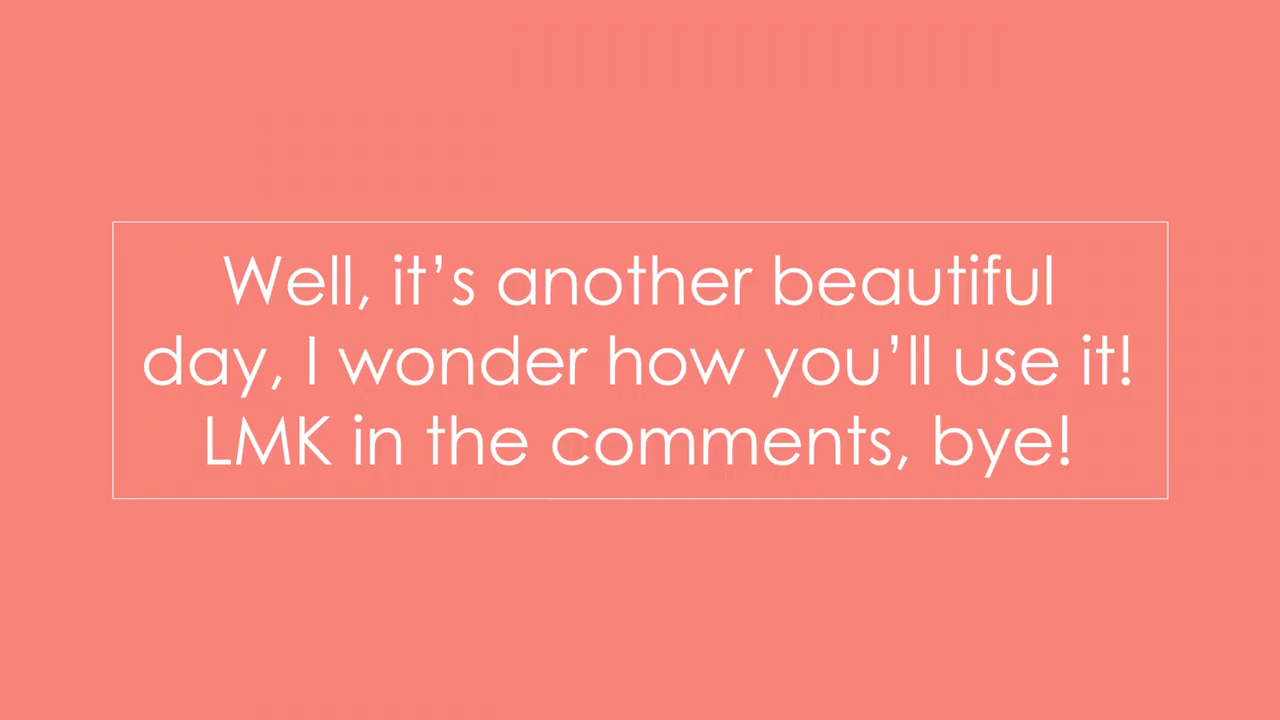 Well, it’s another beautiful
day, I wonder how you’ll use it!
LMK in the comments, bye!